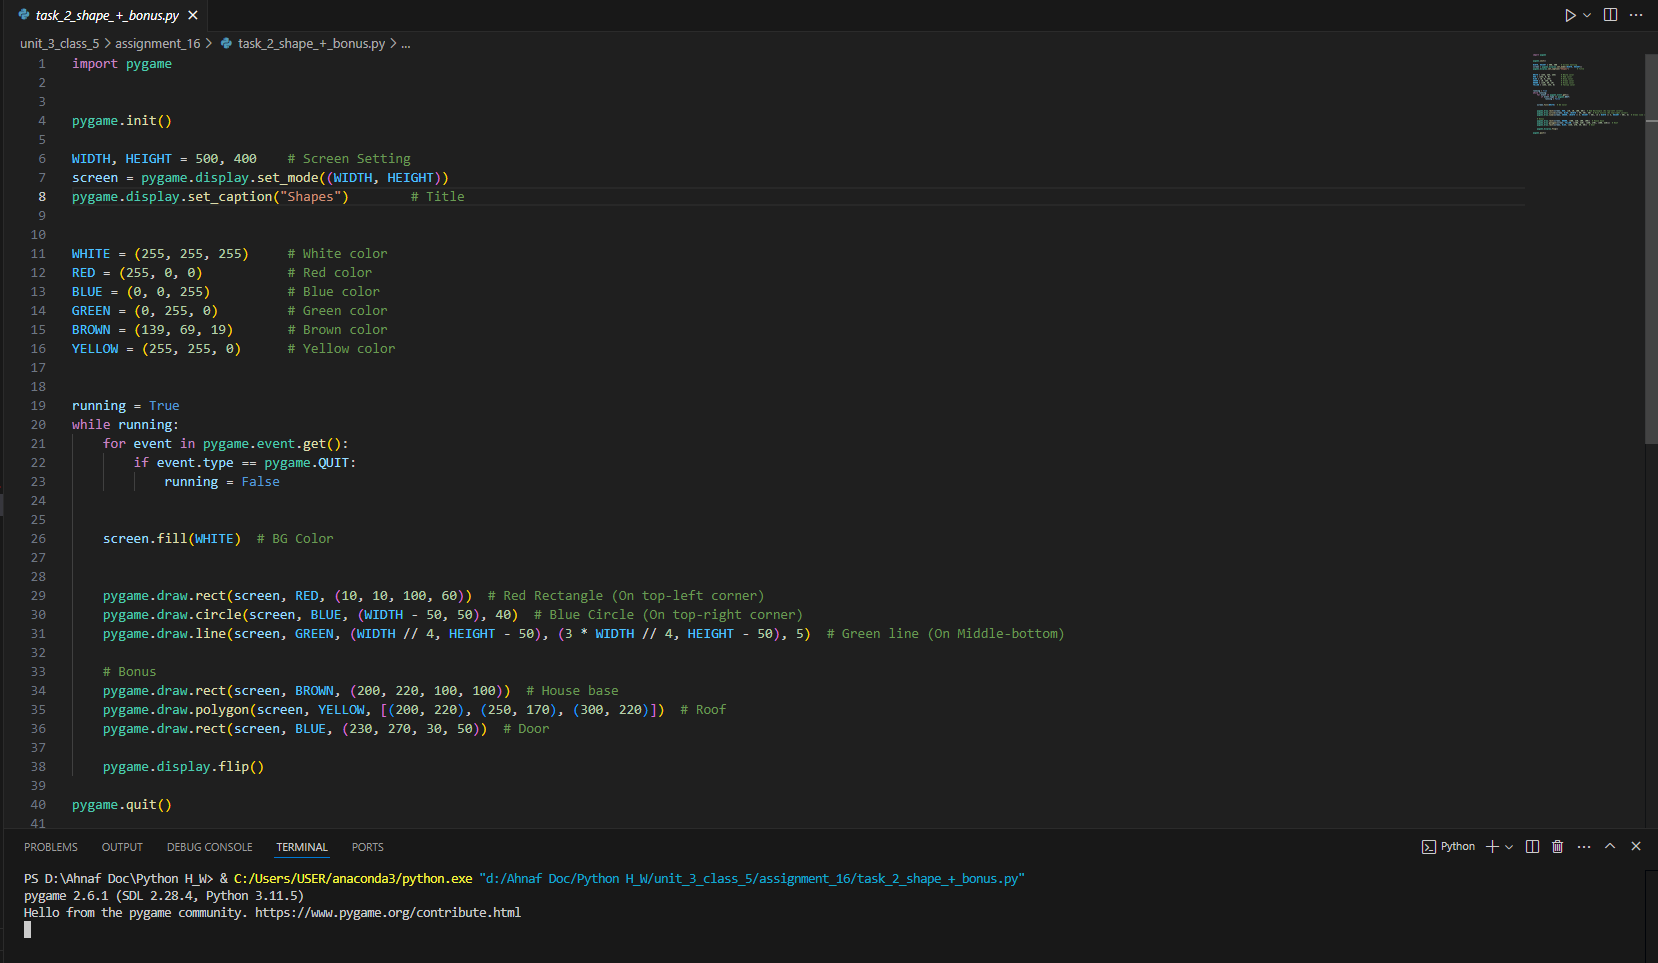 task_2_shape_+_bonus.py
unit_3_class_5 > assignment_16 > task_2_shape_+_bonus.py > ...
1 import pygame
2
3
4 pygame.init()
5
6 WIDTH, HEIGHT = 500, 400    # Screen Setting
7 screen = pygame.display.set_mode((WIDTH, HEIGHT))
8 pygame.display.set_caption("Shapes")        # Title
9
10
11 WHITE = (255, 255, 255)     # White color
12 RED = (255, 0, 0)           # Red color
13 BLUE = (0, 0, 255)          # Blue color
14 GREEN = (0, 255, 0)         # Green color
15 BROWN = (139, 69, 19)       # Brown color
16 YELLOW = (255, 255, 0)      # Yellow color
17
18
19 running = True
20 while running:
21     for event in pygame.event.get():
22         if event.type == pygame.QUIT:
23             running = False
24
25
26     screen.fill(WHITE)  # BG Color
27
28
29     pygame.draw.rect(screen, RED, (10, 10, 100, 60))  # Red Rectangle (On top-left corner)
30     pygame.draw.circle(screen, BLUE, (WIDTH - 50, 50), 40)  # Blue Circle (On top-right corner)
31     pygame.draw.line(screen, GREEN, (WIDTH // 4, HEIGHT - 50), (3 * WIDTH // 4, HEIGHT - 50), 5)  # Green line (On Middle-bottom)
32
33     # Bonus
34     pygame.draw.rect(screen, BROWN, (200, 220, 100, 100))  # House base
35     pygame.draw.polygon(screen, YELLOW, [(200, 220), (250, 170), (300, 220)])  # Roof
36     pygame.draw.rect(screen, BLUE, (230, 270, 30, 50))  # Door
37
38     pygame.display.flip()
39
40 pygame.quit()
41
PROBLEMS OUTPUT DEBUG CONSOLE TERMINAL PORTS Python
PS D:\Ahnaf Doc\Python H_W> & C:/Users/USER/anaconda3/python.exe "d:/Ahnaf Doc/Python H_W/unit_3_class_5/assignment_16/task_2_shape_+_bonus.py"
pygame 2.6.1 (SDL 2.28.4, Python 3.11.5)
Hello from the pygame community. https://www.pygame.org/contribute.html